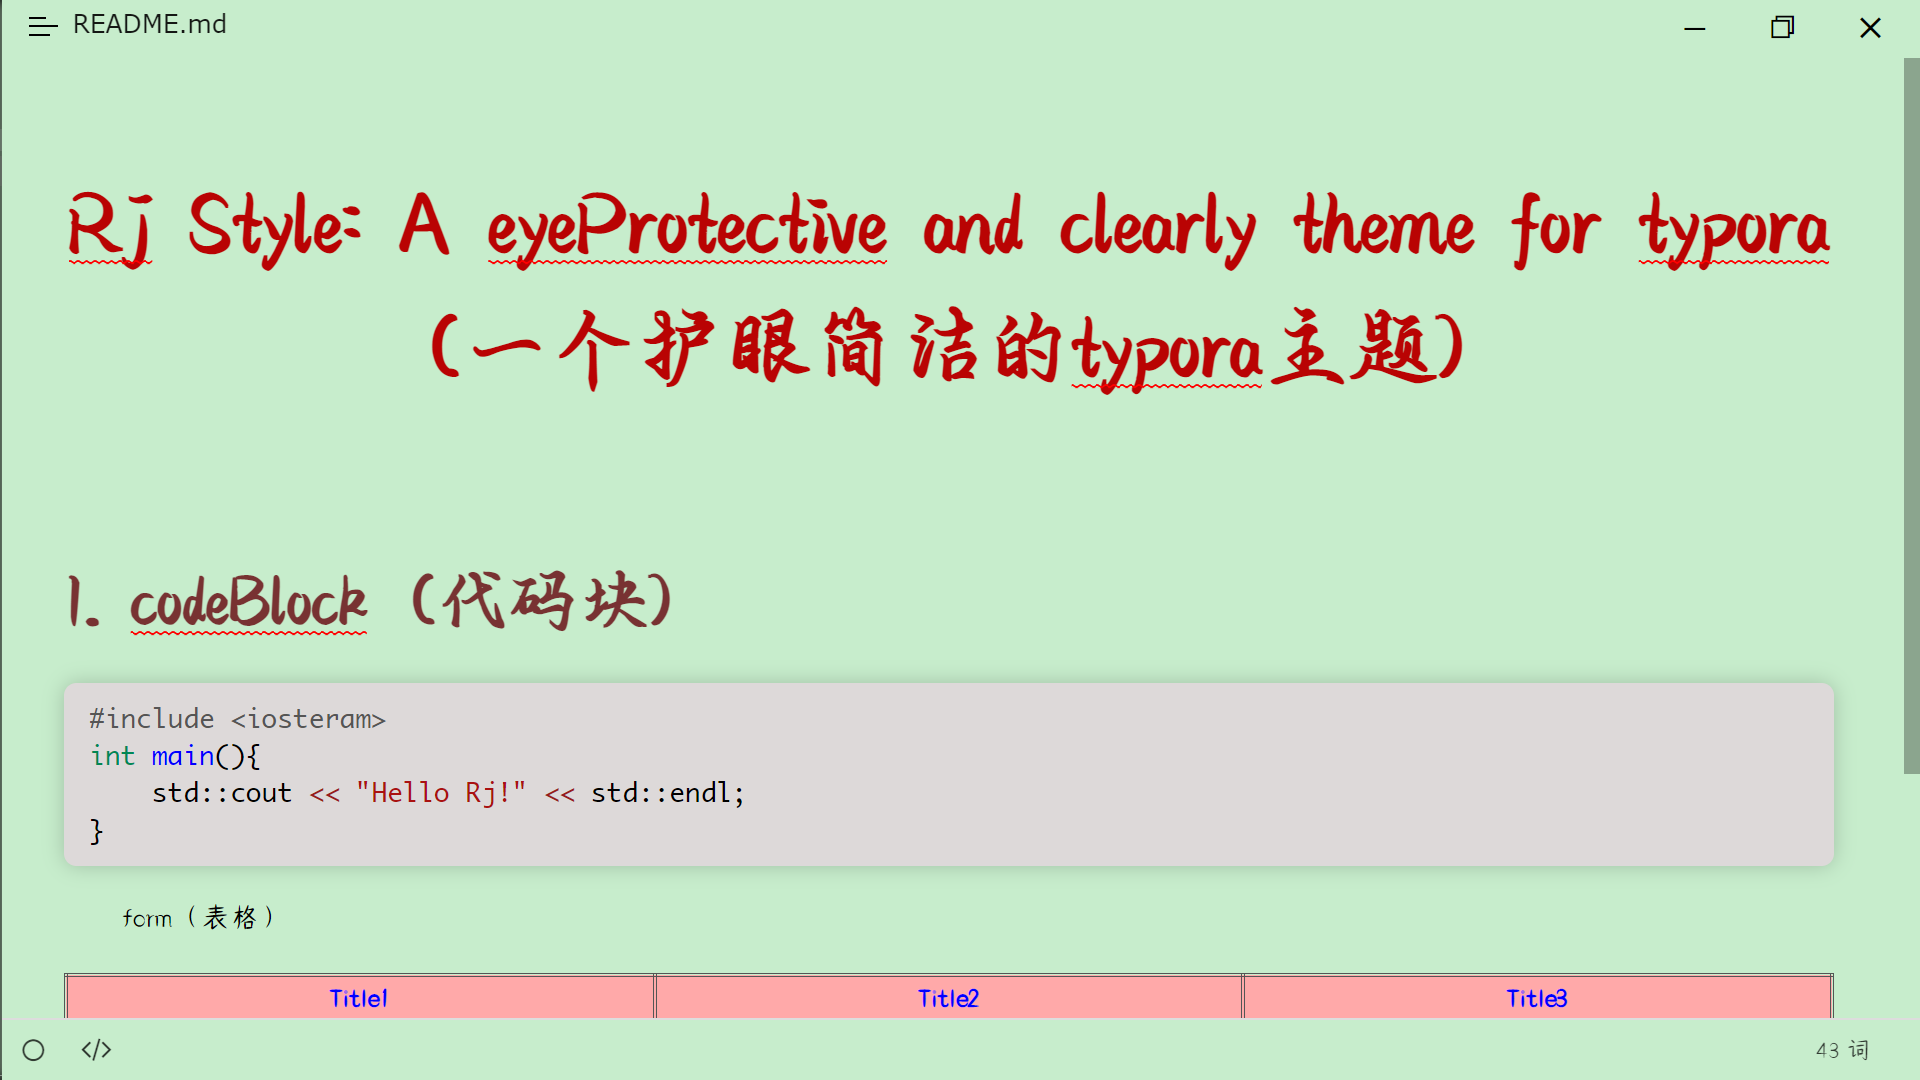 README.md
Rj Style: A eyeProtective and clearly theme for typora
(一个护眼简洁的typora主题)
1. codeBlock (代码块)
#include <iosteram>
int main(){
    std::cout << "Hello Rj!" << std::endl;
}
form（表格）
Title1 Title2 Title3
</> 43 词